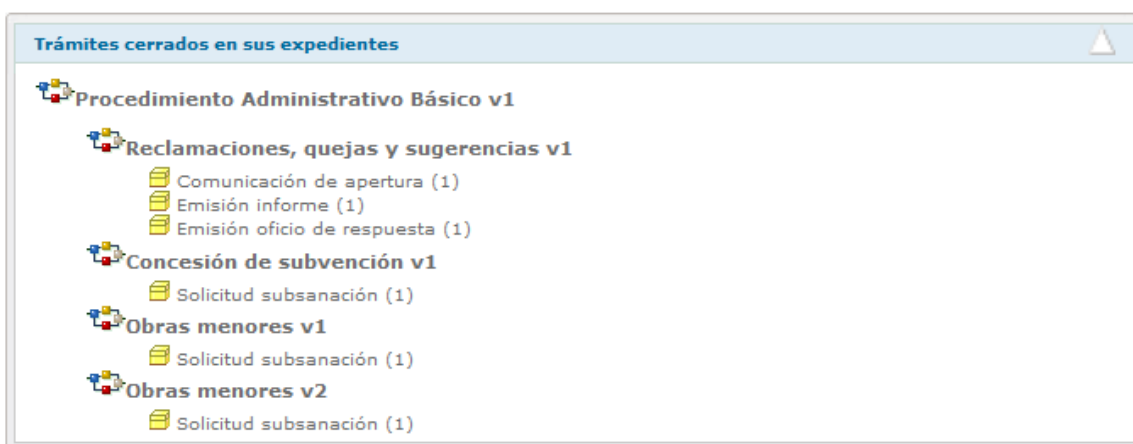 Trámites cerrados en sus expedientes
Procedimiento Administrativo Básico v1
Reclamaciones, quejas y sugerencias v1
Comunicación de apertura (1)
Emisión informe (1)
Emisión oficio de respuesta (1)
Concesión de subvención v1
Solicitud subsanación (1)
Obras menores v1
Solicitud subsanación (1)
Obras menores v2
Solicitud subsanación (1)